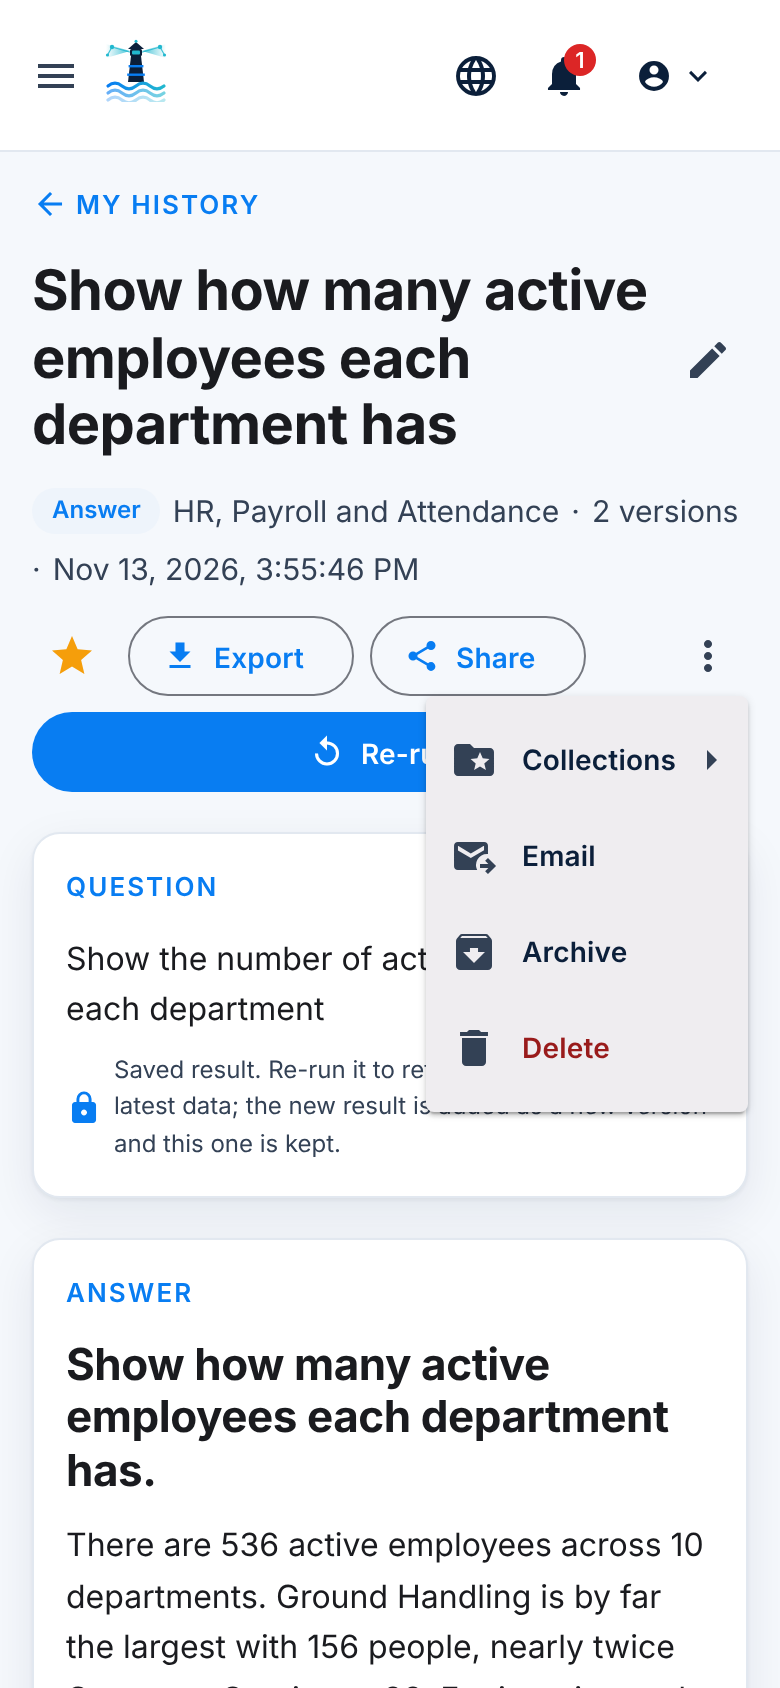 1
MY HISTORY
Show how many active
employees each
department has
Answer HR, Payroll and Attendance · 2 versions
· Nov 13, 2026, 3:55:46 PM
Export Share
Collections
Email
Archive
Delete
QUESTION
Show the number of
each department
Saved result. Re-run it to
latest data; the new result is
and this one is kept.
ANSWER
Show how many active
employees each department
has.
There are 536 active employees across 10
departments. Ground Handling is by far
the largest with 156 people, nearly twice